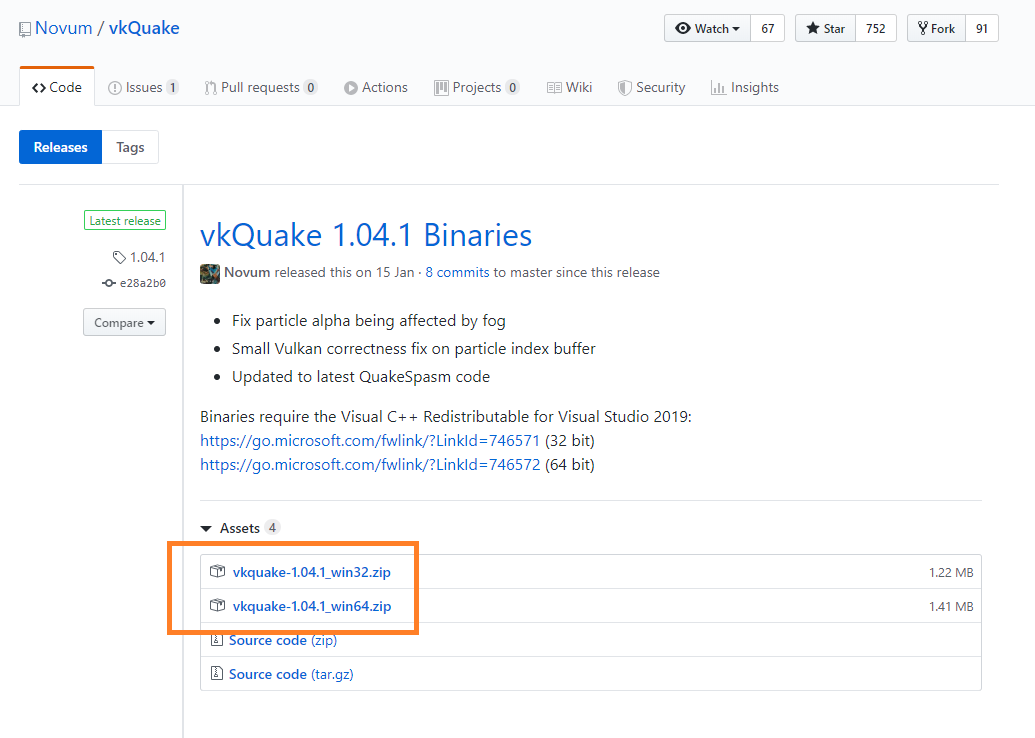 Novum / vkQuake
Watch 67 Star 752 Fork 91
Code Issues 1 Pull requests 0 Actions Projects 0 Wiki Security Insights
Releases Tags
Latest release
1.04.1
e28a2b0
Compare
vkQuake 1.04.1 Binaries
Novum released this on 15 Jan · 8 commits to master since this release
• Fix particle alpha being affected by fog
• Small Vulkan correctness fix on particle index buffer
• Updated to latest QuakeSpasm code
Binaries require the Visual C++ Redistributable for Visual Studio 2019:
https://go.microsoft.com/fwlink/?LinkId=746571 (32 bit)
https://go.microsoft.com/fwlink/?LinkId=746572 (64 bit)
Assets 4
vkquake-1.04.1_win32.zip 1.22 MB
vkquake-1.04.1_win64.zip 1.41 MB
Source code (zip)
Source code (tar.gz)